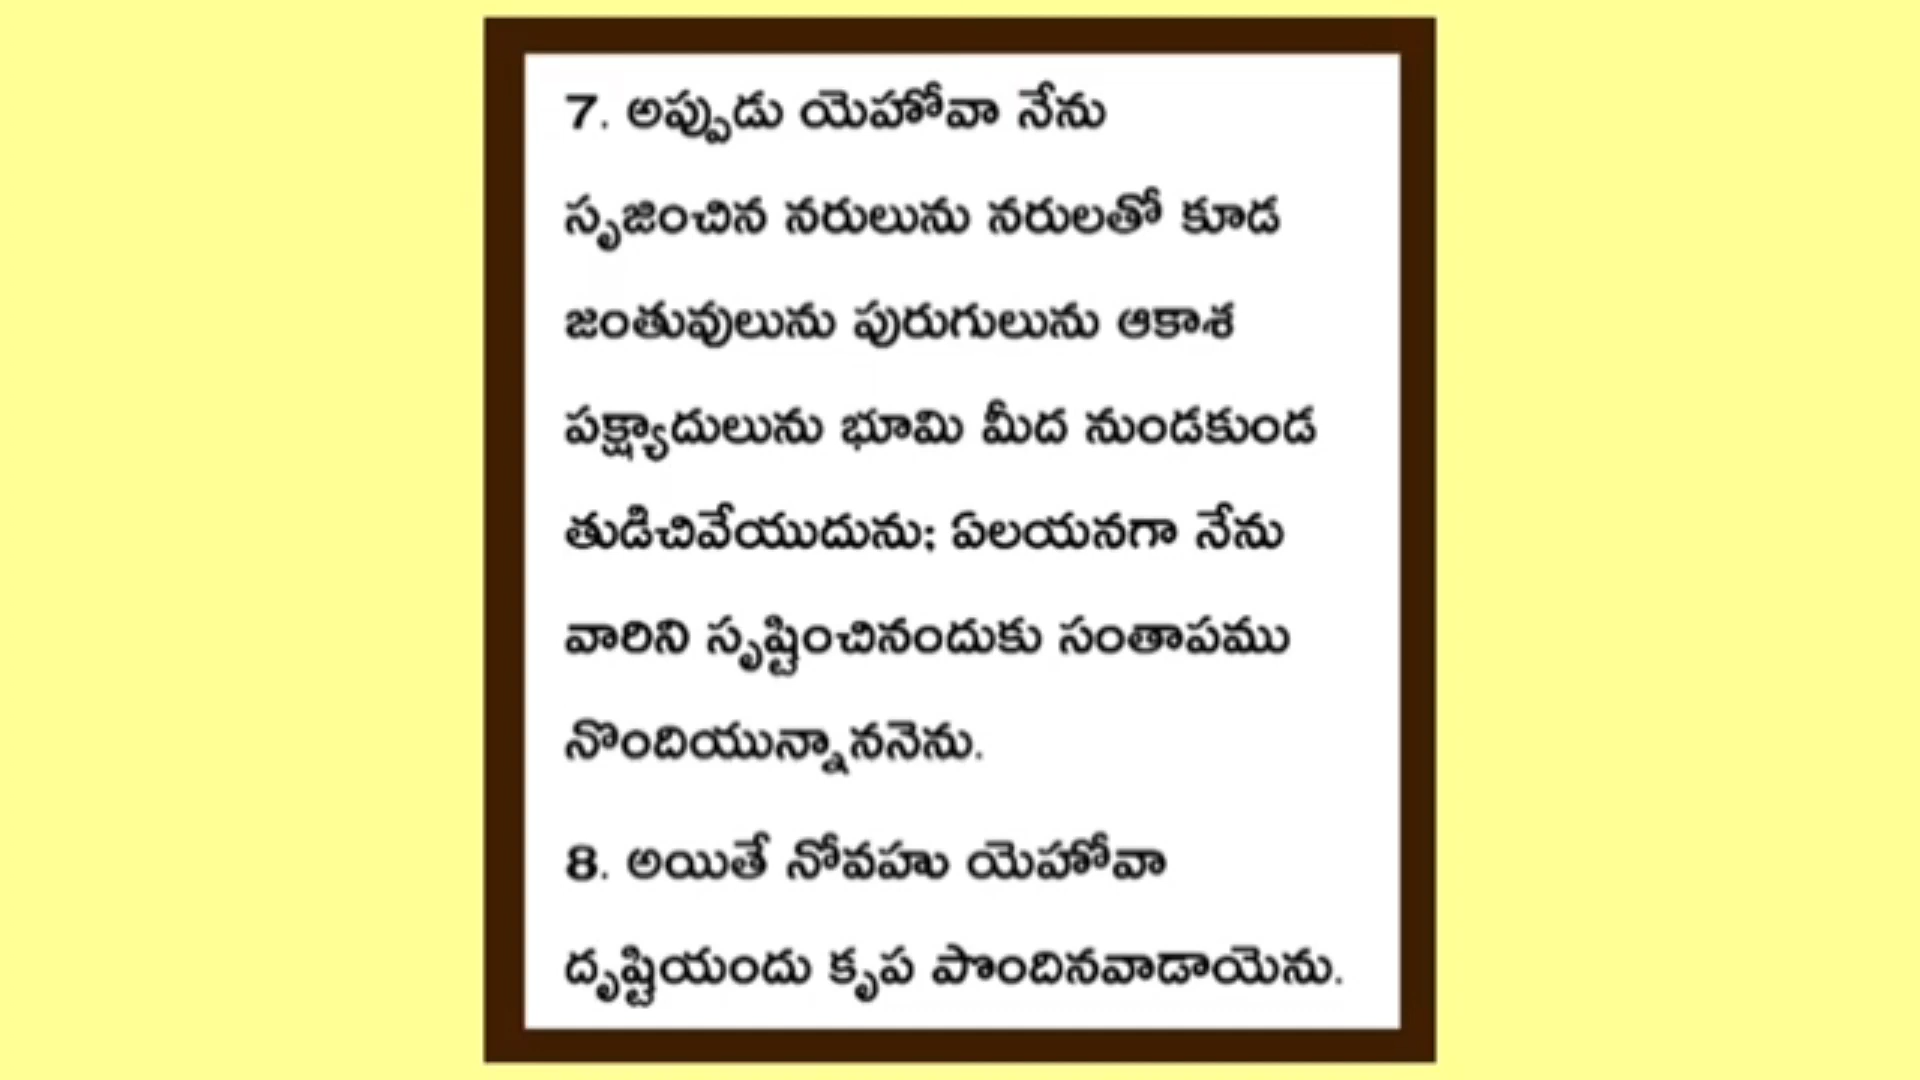 7. అప్పుడు యెహోవా నేను
సృజించిన నరులును నరులతో కూడ
జంతువులును పురుగులును ఆకాశ
పక్ష్యాదులును భూమి మీద నుండకుండ
తుడిచివేయుదును; ఏలయనగా నేను
వారిని సృష్టించినందుకు సంతాపము
నొందియున్నాననెను.
8. అయితే నోవహు యెహోవా
దృష్టియందు కృప పొందినవాడాయెను.